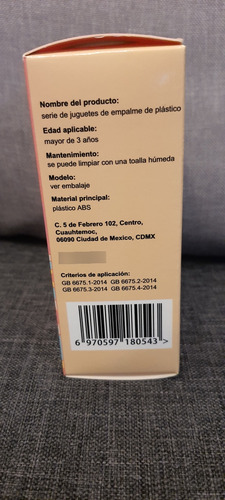 Nombre del producto:
serie de juguetes de empalme de plástico
Edad aplicable:
mayor de 3 años
Mantenimiento:
se puede limpiar con una toalla húmeda
Modelo:
ver embalaje
Material principal:
plástico ABS
C. 5 de Febrero 102, Centro,
Cuauhtemoc,
06090 Ciudad de Mexico, CDMX
Criterios de aplicación:
GB 6675.1-2014 GB 6675.2-2014
GB 6675.3-2014 GB 6675.4-2014
6 970597 180543 >